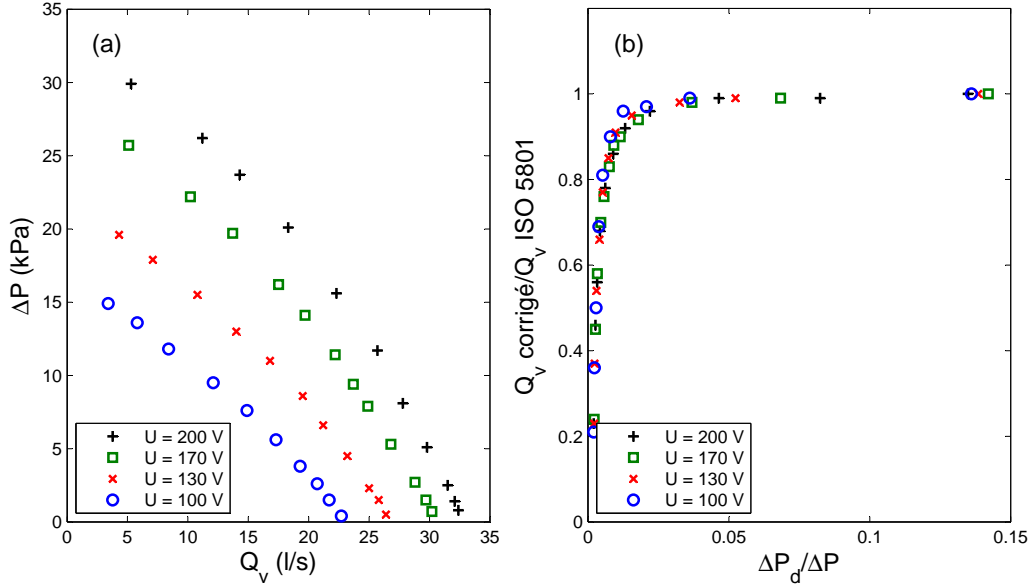 (a)
35
30
25
20
15
10
5
0
ΔP (kPa)
0 5 10 15 20 25 30 35
Q_v (l/s)
U = 200 V
U = 170 V
U = 130 V
U = 100 V
(b)
1
0.8
0.6
0.4
0.2
0
Q_v corrigé/Q_v ISO 5801
0 0.05 0.1 0.15
ΔP_d/ΔP
U = 200 V
U = 170 V
U = 130 V
U = 100 V